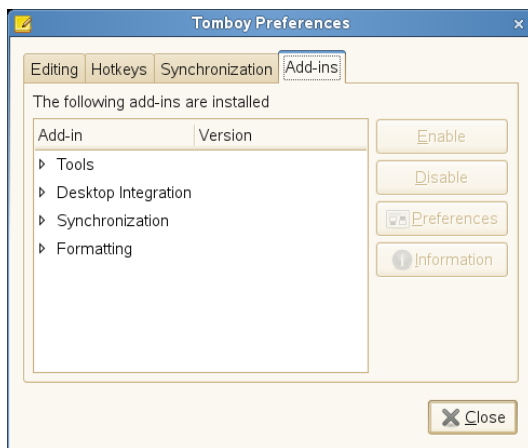 Tomboy Preferences
Editing Hotkeys Synchronization Add-ins
The following add-ins are installed
Add-in Version
Tools
Desktop Integration
Synchronization
Formatting
Enable
Disable
Preferences
Information
Close